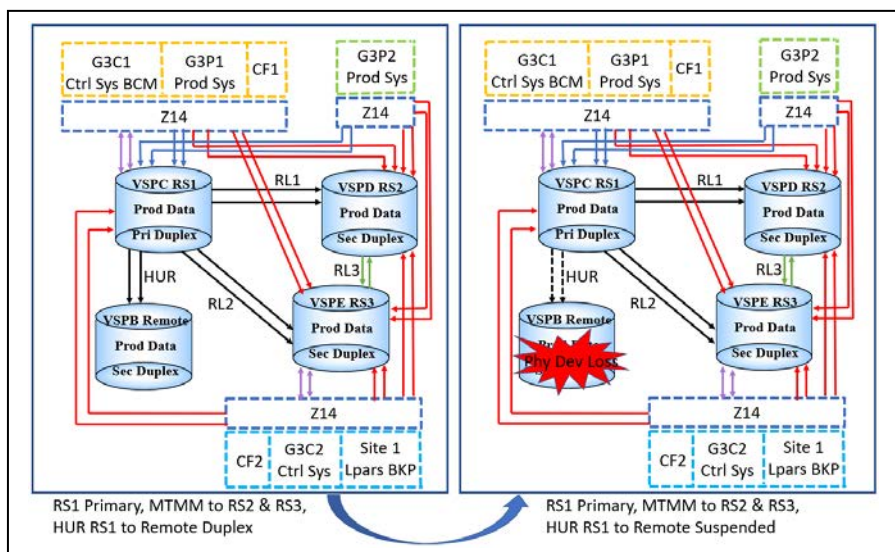 G3C1
Ctrl Sys BCM
G3P1
Prod Sys
CF1
G3P2
Prod Sys
Z14
Z14
VSPC RS1
Prod Data
Pri Duplex
RL1
VSPD RS2
Prod Data
Sec Duplex
HUR
RL2
RL3
VSPB Remote
Prod Data
Sec Duplex
VSPE RS3
Prod Data
Sec Duplex
Z14
CF2
G3C2
Ctrl Sys
Site 1
Lpars BKP
RS1 Primary, MTMM to RS2 & RS3,
HUR RS1 to Remote Duplex
G3C1
Ctrl Sys BCM
G3P1
Prod Sys
CF1
G3P2
Prod Sys
Z14
Z14
VSPC RS1
Prod Data
Pri Duplex
RL1
VSPD RS2
Prod Data
Sec Duplex
HUR
RL2
RL3
VSPB Remote
Phy Dev Loss
VSPE RS3
Prod Data
Sec Duplex
Z14
CF2
G3C2
Ctrl Sys
Site 1
Lpars BKP
RS1 Primary, MTMM to RS2 & RS3,
HUR RS1 to Remote Suspended